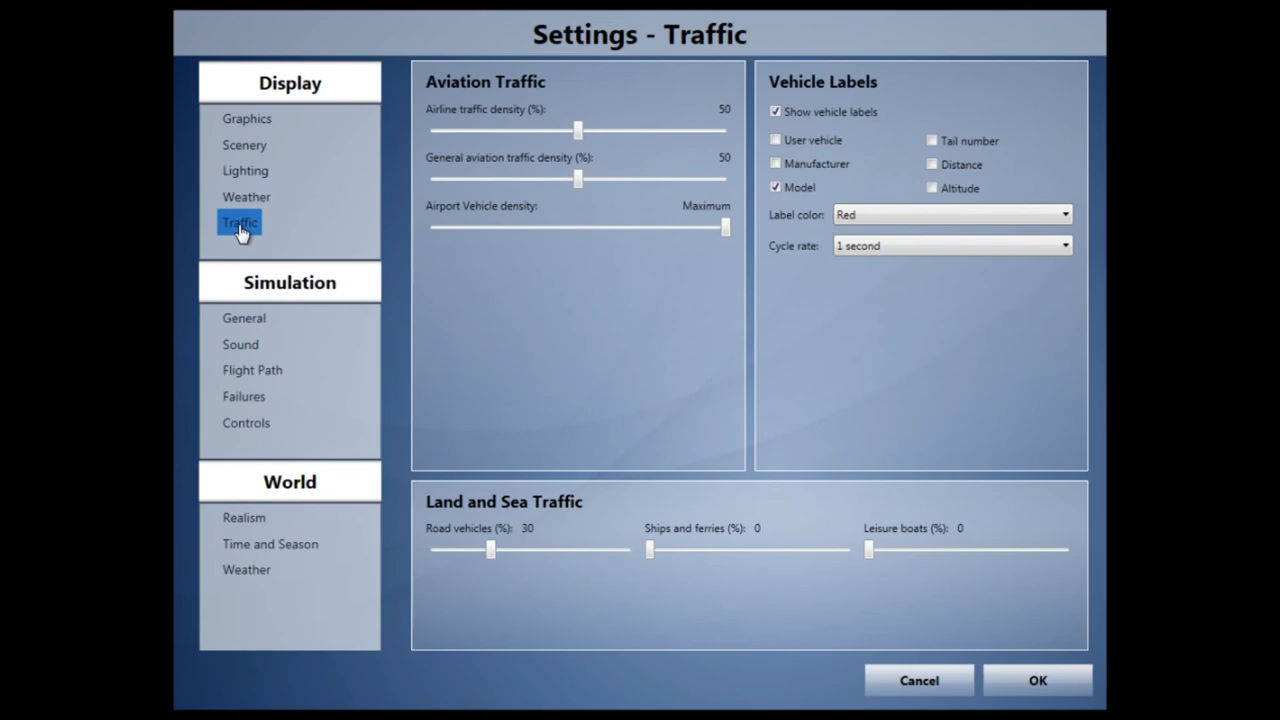 Settings - Traffic
Display
Graphics
Scenery
Lighting
Weather
Traffic
Simulation
General
Sound
Flight Path
Failures
Controls
World
Realism
Time and Season
Weather
Aviation Traffic
Airline traffic density (%): 50
General aviation traffic density (%): 50
Airport Vehicle density: Maximum
Vehicle Labels
Show vehicle labels
User vehicle Tail number
Manufacturer Distance
Model Altitude
Label color: Red
Cycle rate: 1 second
Land and Sea Traffic
Road vehicles (%): 30 Ships and ferries (%): 0 Leisure boats (%): 0
Cancel OK